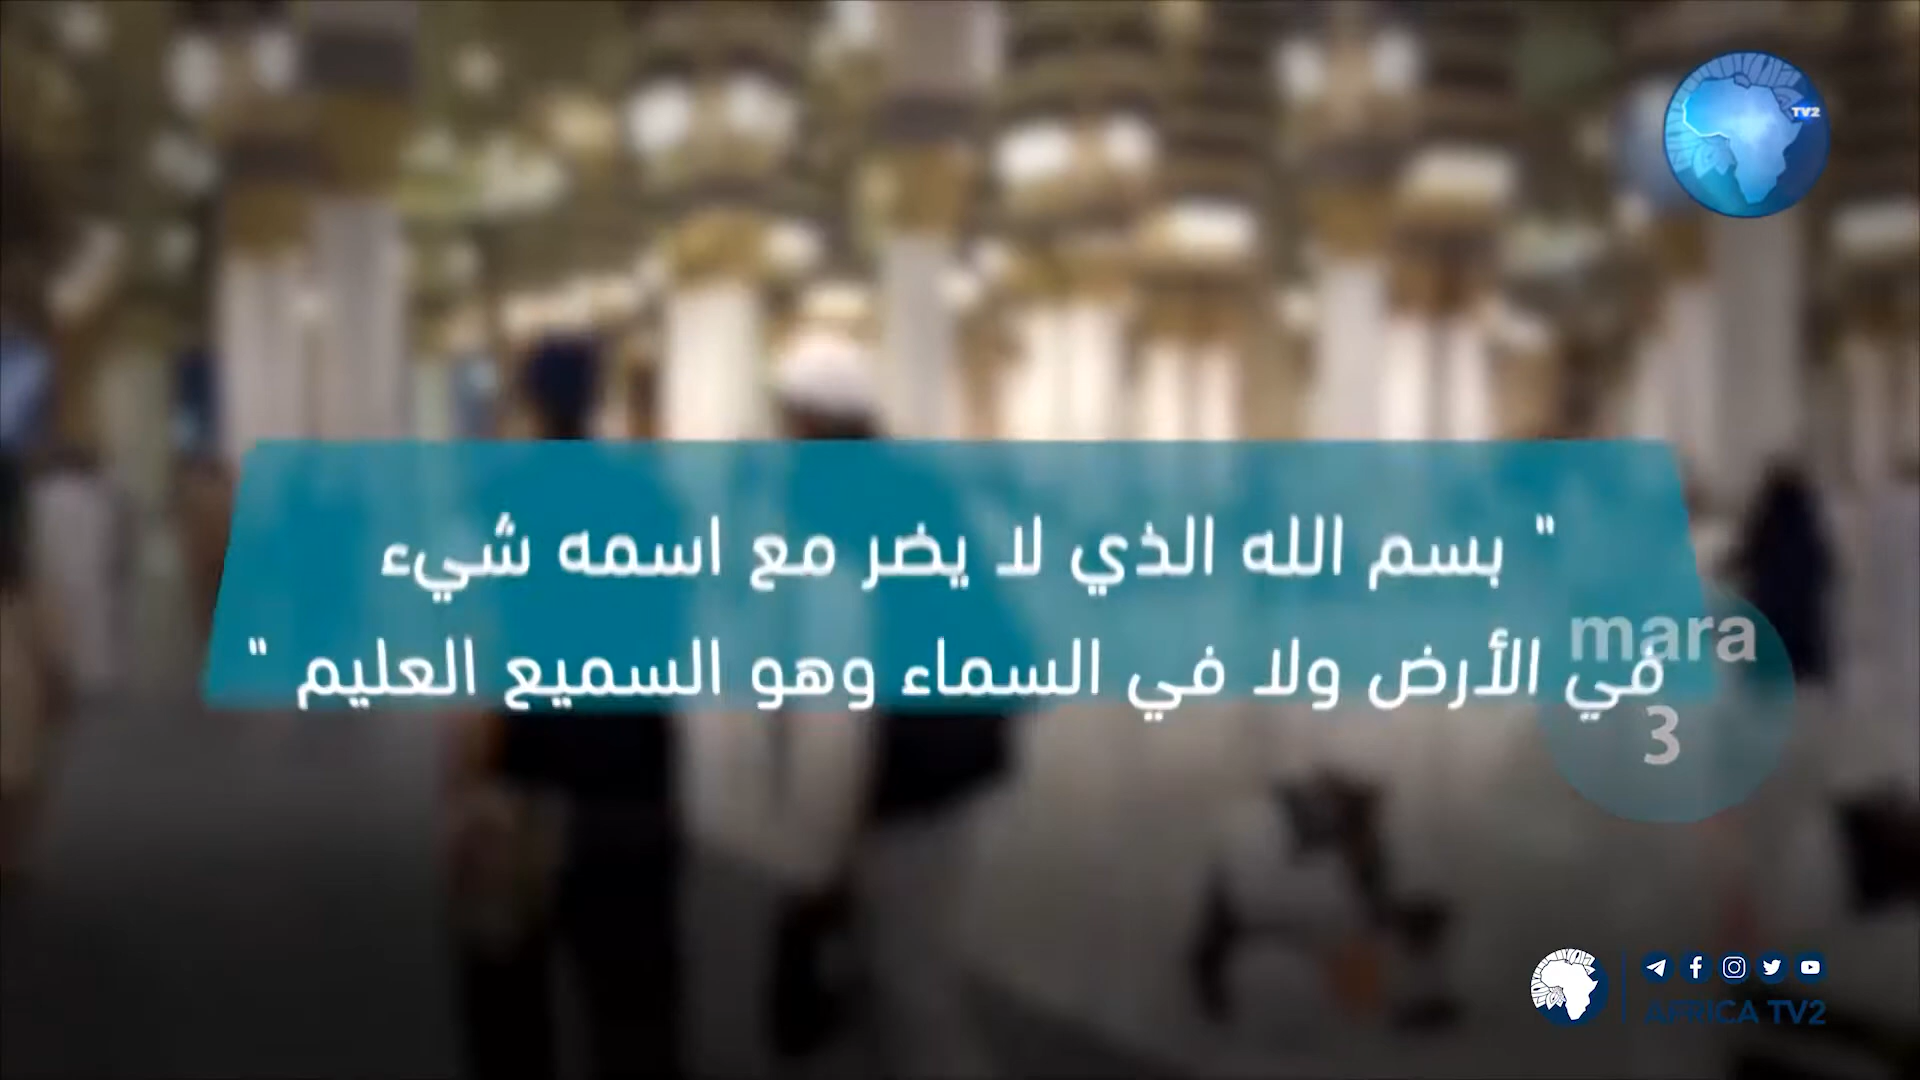 TV2
" بسم الله الذي لا يضر مع اسمه شيء
في الأرض ولا في السماء وهو السميع العليم "
mara
3
AFRICA TV2